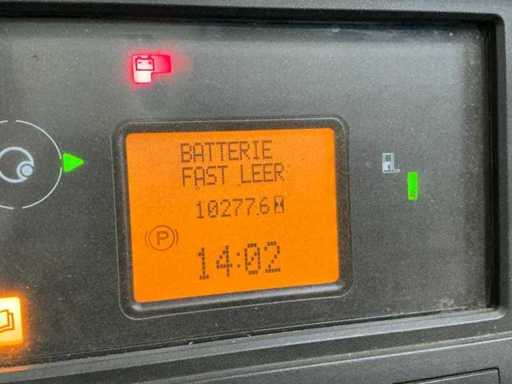 BATTERIE
FAST LEER
10277.6
P
14:02